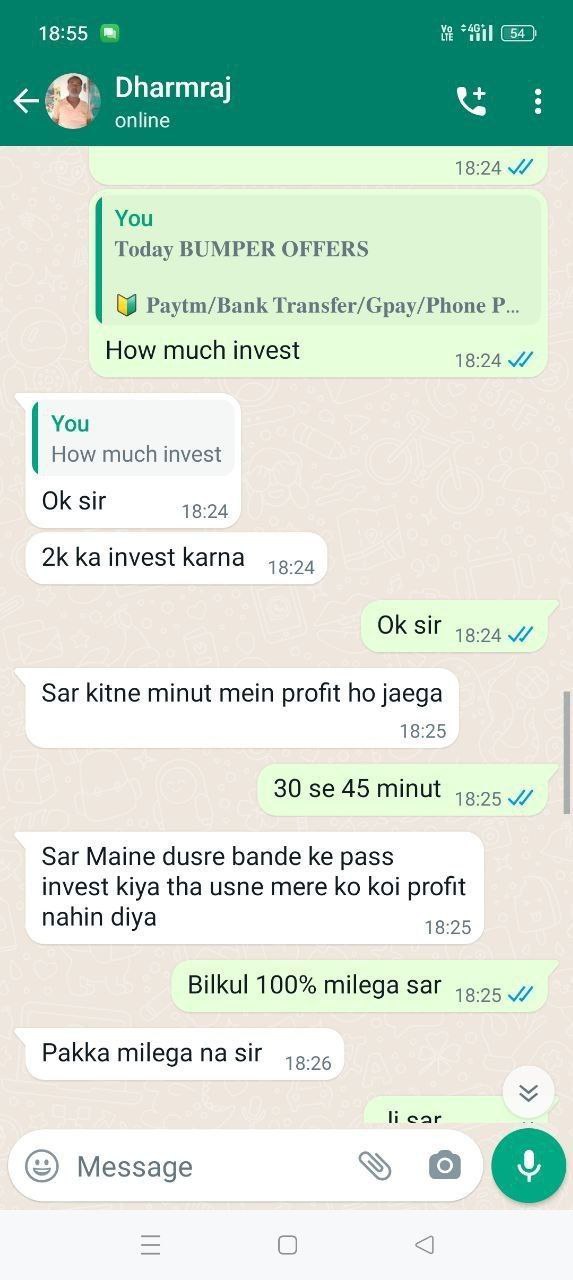 18:55
Vo LTE 4G+ 54
Dharmraj
online
18:24
You
Today BUMPER OFFERS
Paytm/Bank Transfer/Gpay/Phone P...
How much invest
18:24
You
How much invest
Ok sir
18:24
2k ka invest karna
18:24
Ok sir
18:24
Sar kitne minut mein profit ho jaega
18:25
30 se 45 minut
18:25
Sar Maine dusre bande ke pass
invest kiya tha usne mere ko koi profit
nahin diya
18:25
Bilkul 100% milega sar
18:25
Pakka milega na sir
18:26
Ji sar
Message